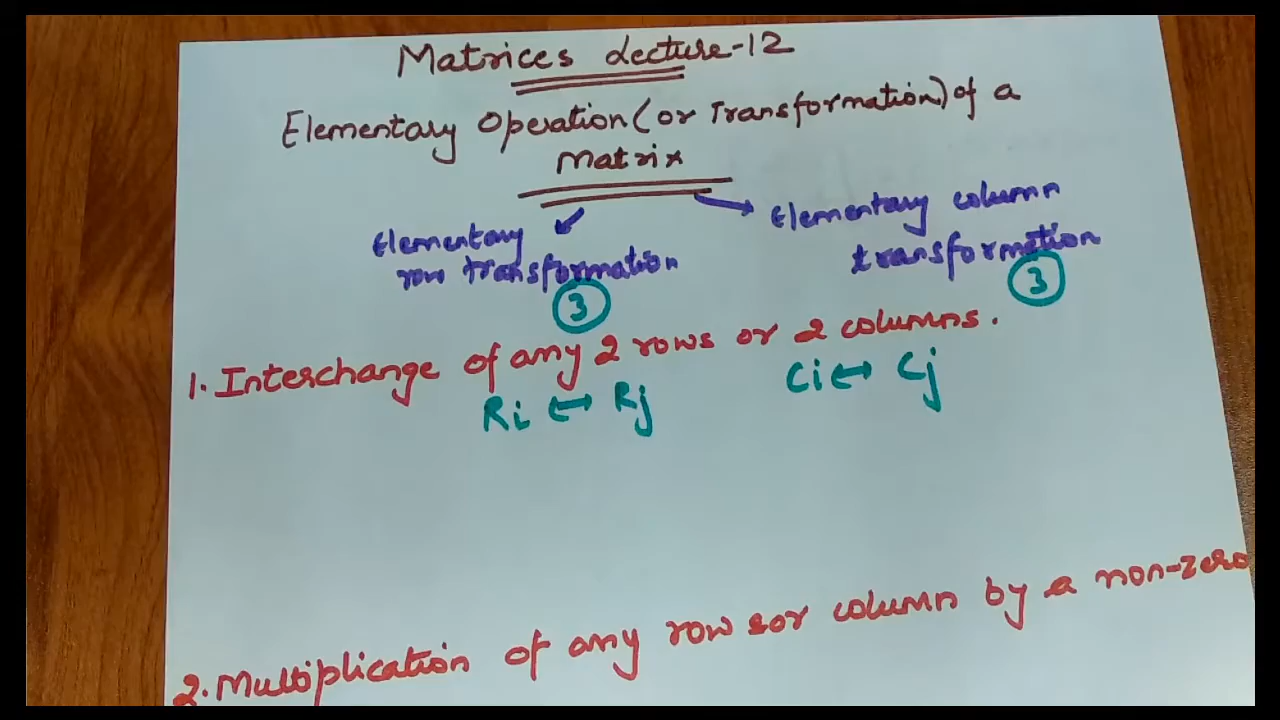 Matrices Lecture-12
Elementary Operation (or Transformation) of a
Matrix
Elementary
row transformation
3
Elementary column
transformation
3
1. Interchange of any 2 rows or 2 columns.
Ri ↔ Rj
Ci ↔ Cj
2. Multiplication of any rows or column by a non-zero